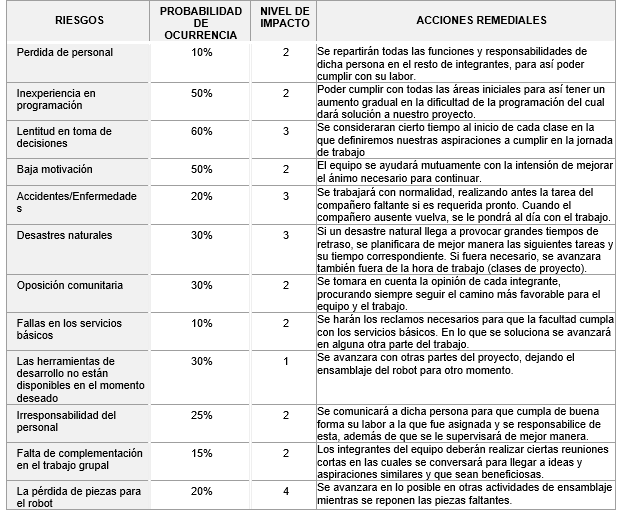 RIESGOS
PROBABILIDAD
DE
OCURRENCIA
NIVEL DE
IMPACTO
ACCIONES REMEDIALES
Perdida de personal
10%
2
Se repartirán todas las funciones y responsabilidades de
dicha persona en el resto de integrantes, para así poder
cumplir con su labor.
Inexperiencia en
programación
50%
2
Poder cumplir con todas las áreas iniciales para así tener un
aumento gradual en la dificultad de la programación del cual
dará solución a nuestro proyecto.
Lentitud en toma de
decisiones
60%
3
Se consideraran cierto tiempo al inicio de cada clase en la
que definiremos nuestras aspiraciones a cumplir en la jornada
de trabajo
Baja motivación
50%
2
El equipo se ayudará mutuamente con la intensión de mejorar
el ánimo necesario para continuar.
Accidentes/Enfermedade
s
20%
3
Se trabajará con normalidad, realizando antes la tarea del
compañero faltante si es requerida pronto. Cuando el
compañero ausente vuelva, se le pondrá al día con el trabajo.
Desastres naturales
30%
3
Si un desastre natural llega a provocar grandes tiempos de
retraso, se planificara de mejor manera las siguientes tareas y
su tiempo correspondiente. Si fuera necesario, se avanzara
también fuera de la hora de trabajo (clases de proyecto).
Oposición comunitaria
30%
2
Se tomara en cuenta la opinión de cada integrante,
procurando siempre seguir el camino más favorable para el
equipo y el trabajo.
Fallas en los servicios
básicos
10%
2
Se harán los reclamos necesarios para que la facultad cumpla
con los servicios básicos. En lo que se soluciona se avanzará
en alguna otra parte del trabajo.
Las herramientas de
desarrollo no están
disponibles en el momento
deseado
30%
1
Se avanzara con otras partes del proyecto, dejando el
ensamblaje del robot para otro momento.
Irresponsabilidad del
personal
25%
2
Se comunicará a dicha persona para que cumpla de buena
forma su labor a la que fue asignada y se responsabilice de
esta, además de que se le supervisará de mejor manera.
Falta de complementación
en el trabajo grupal
15%
2
Los integrantes del equipo deberán realizar ciertas reuniones
cortas en las cuales se conversará para llegar a ideas y
aspiraciones similares y que sean beneficiosas.
La pérdida de piezas para
el robot
20%
4
Se avanzara en lo posible en otras actividades de ensamblaje
mientras se reponen las piezas faltantes.